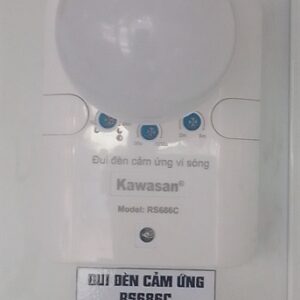 Đui đèn cảm ứng vi sóng
Kawasan®
Model: RS686C
ĐUI ĐÈN CẢM ỨNG
RS686C